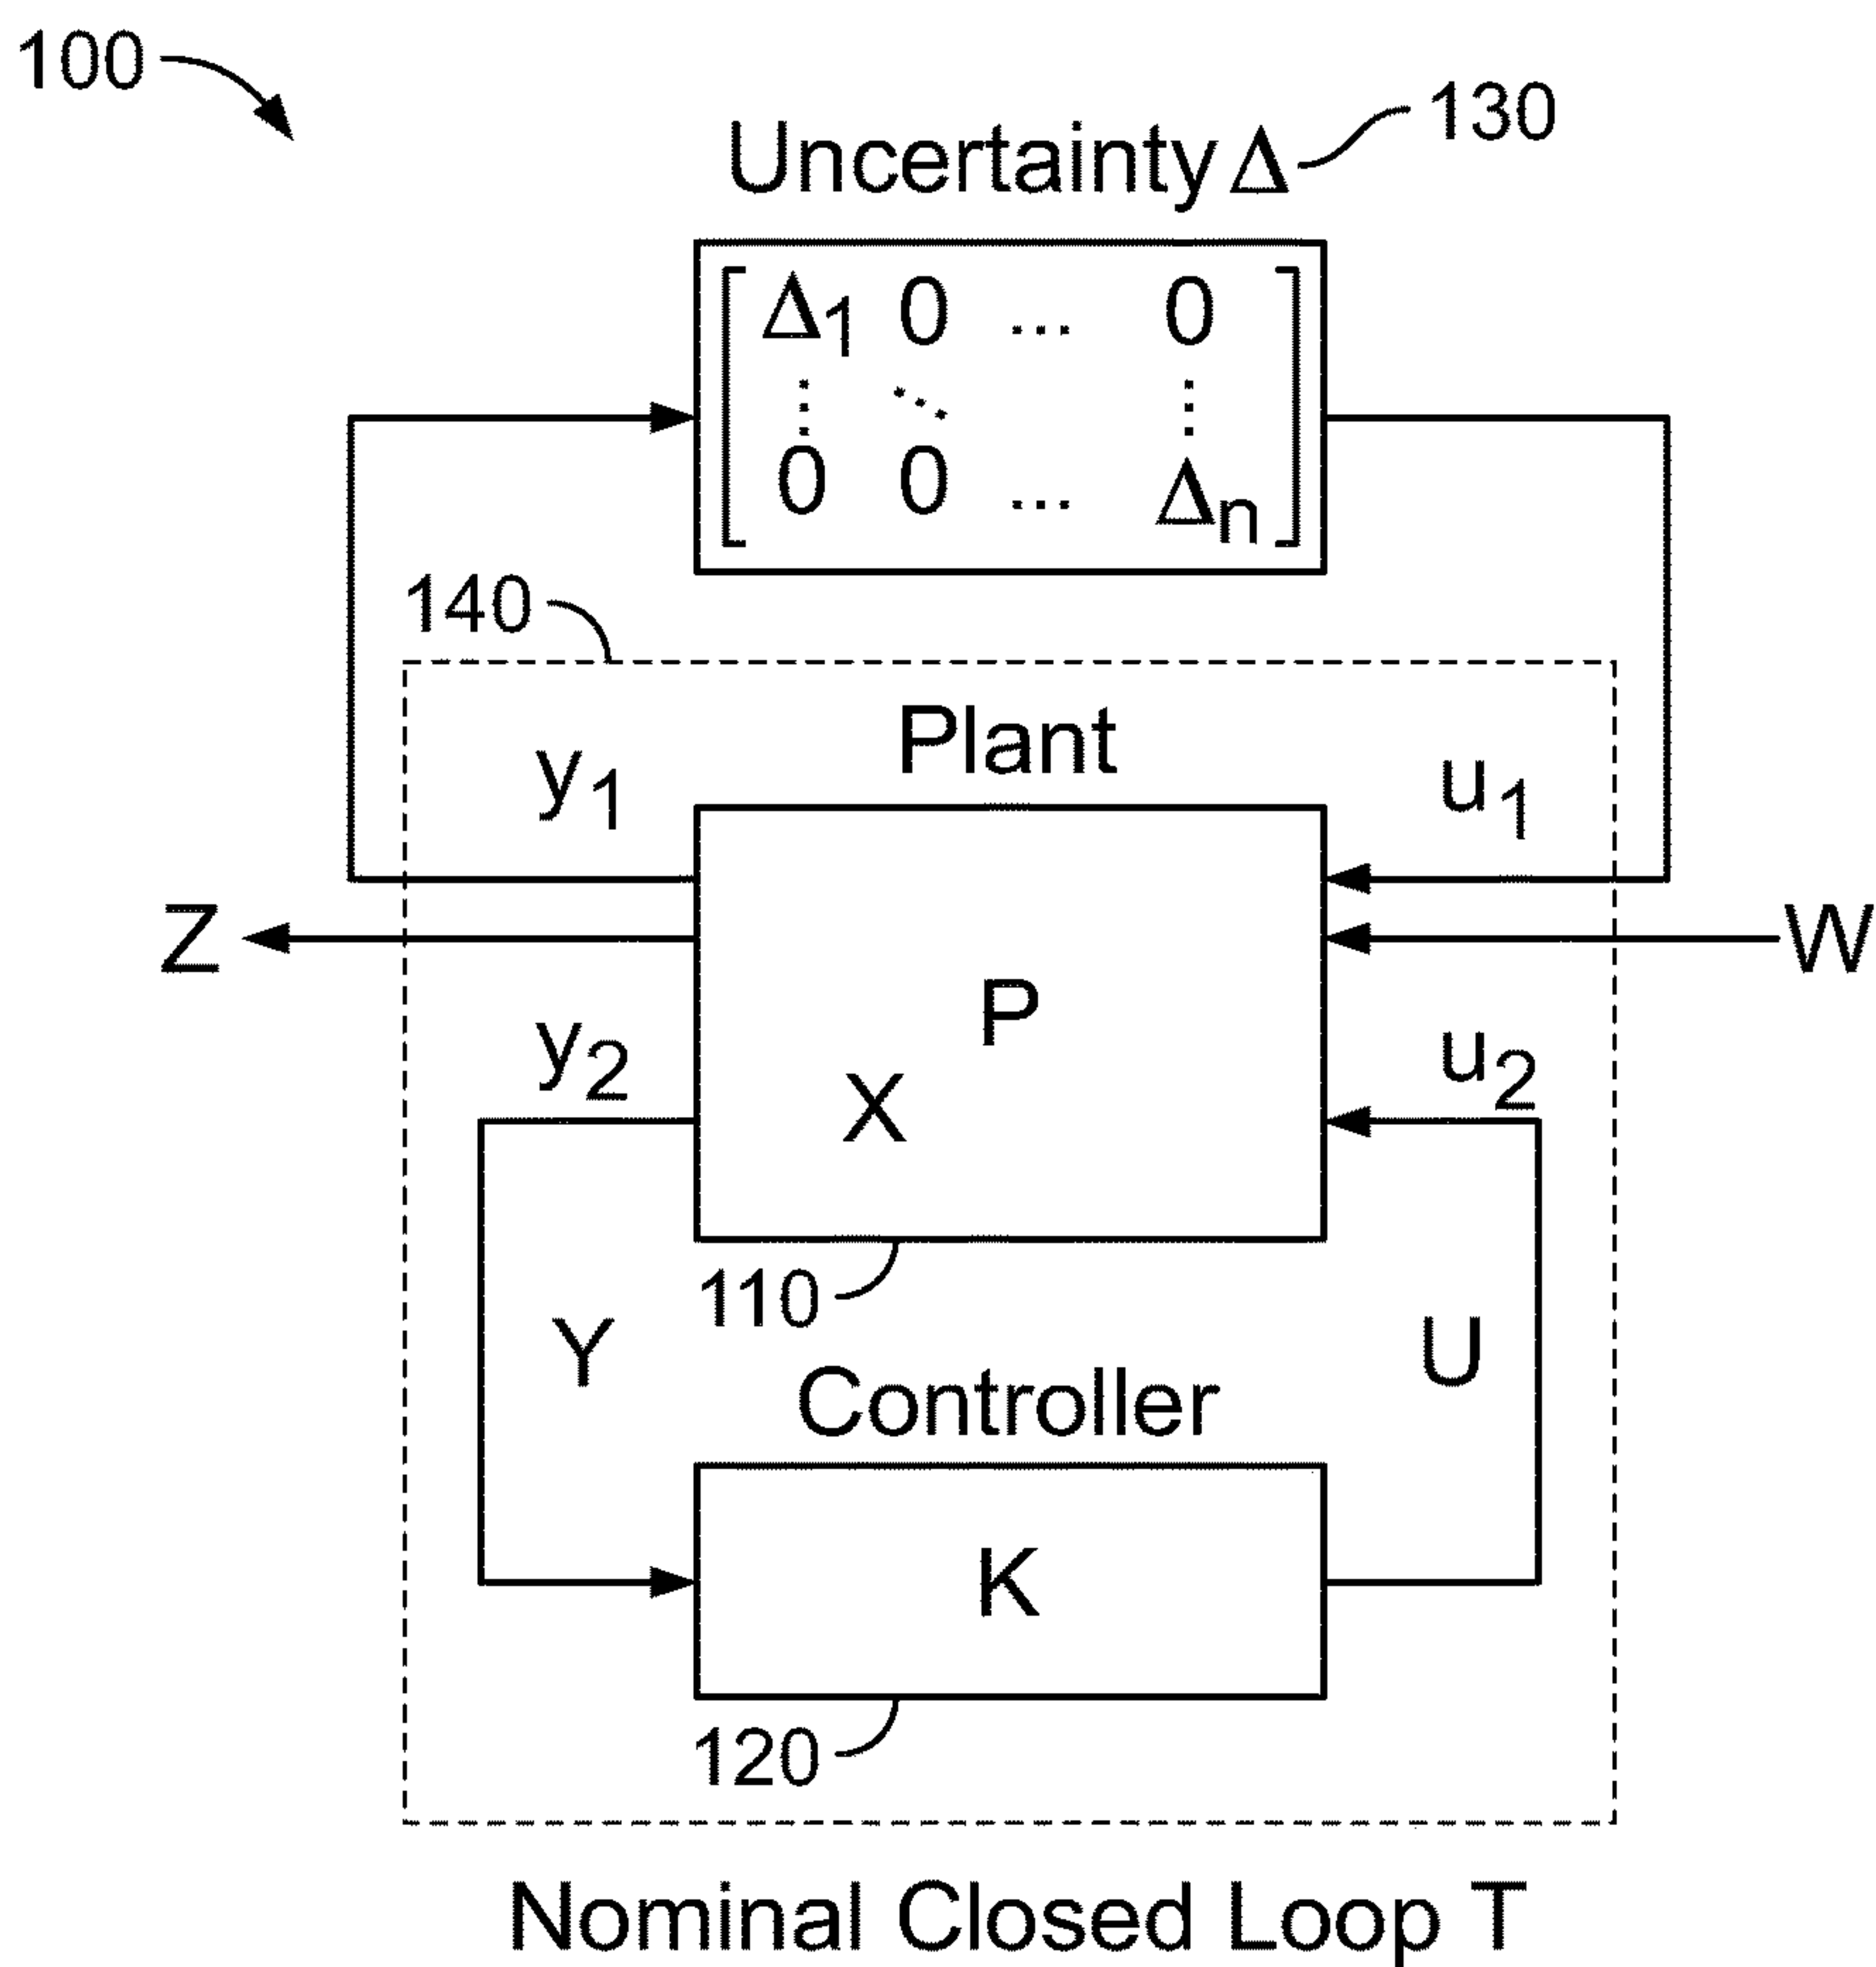 100
130
Uncertainty Δ
Δ1 0 ... 0
⋮ ⋱ ⋮
0 0 ... Δn
140
Plant
y1 u1
Z W
P
y2 u2
X
110
Y U
Controller
K
120
Nominal Closed Loop T